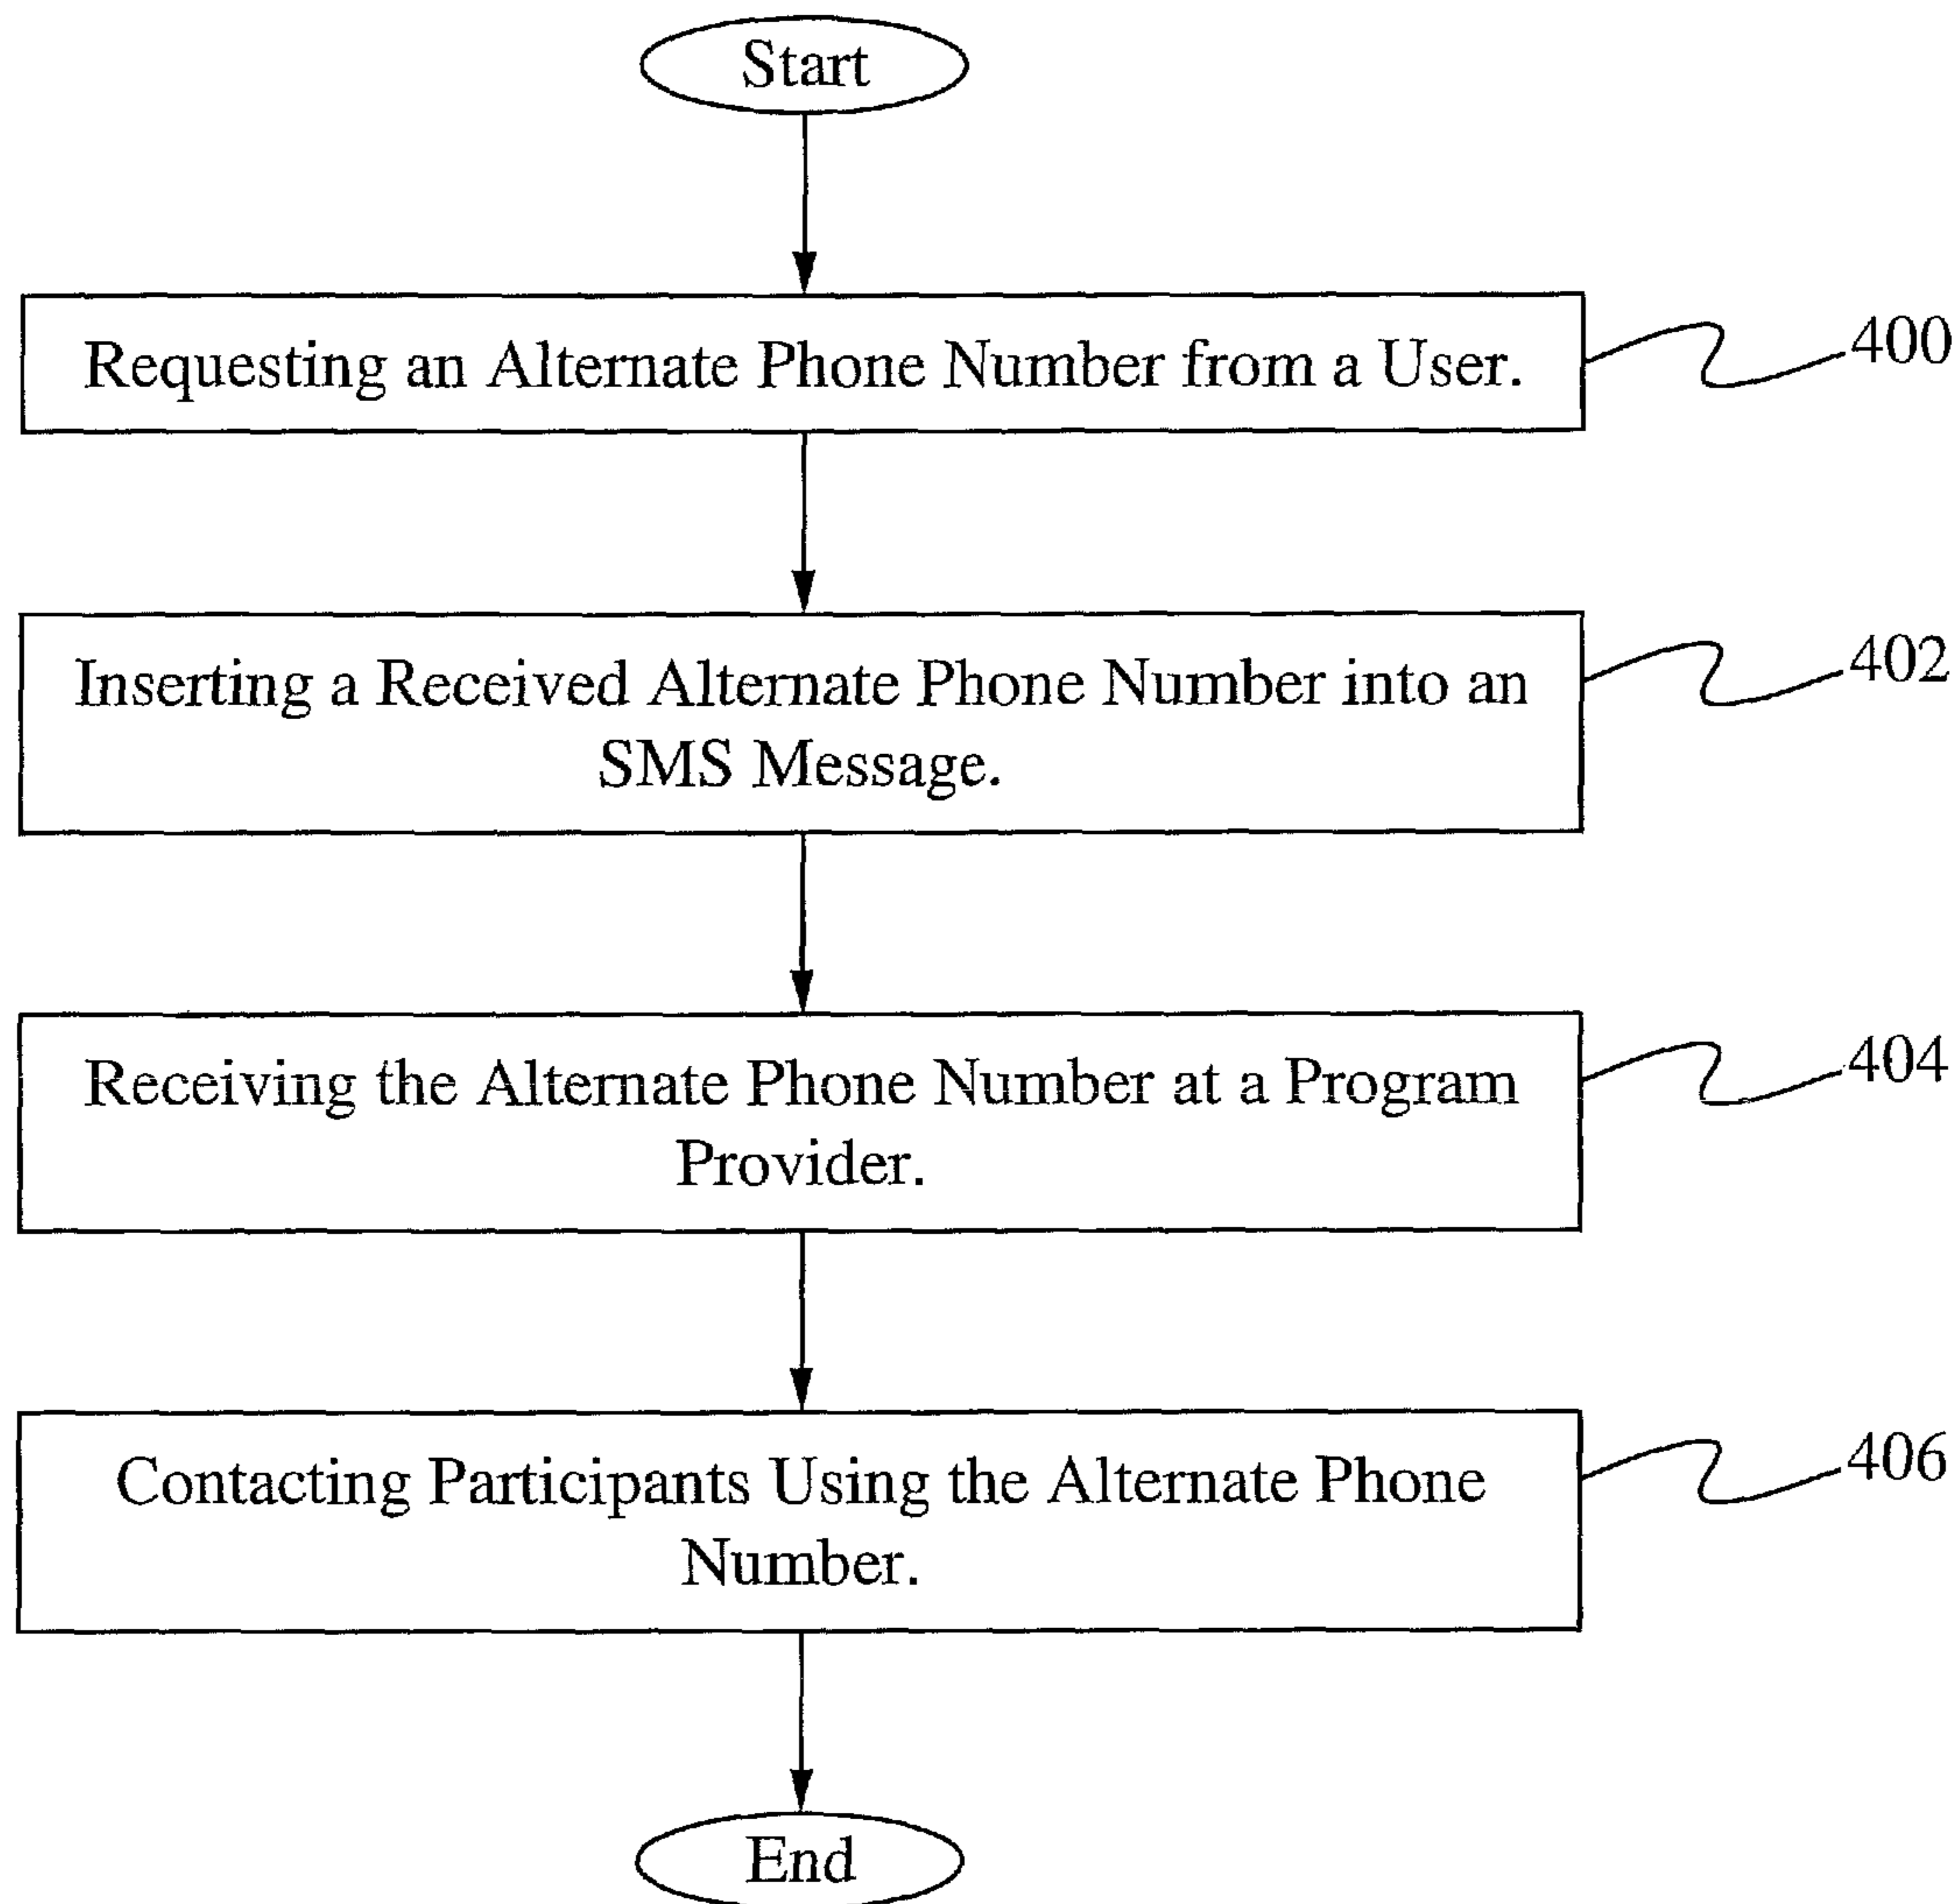 Start
Requesting an Alternate Phone Number from a User.
400
Inserting a Received Alternate Phone Number into an
SMS Message.
402
Receiving the Alternate Phone Number at a Program
Provider.
404
Contacting Participants Using the Alternate Phone
Number.
406
End